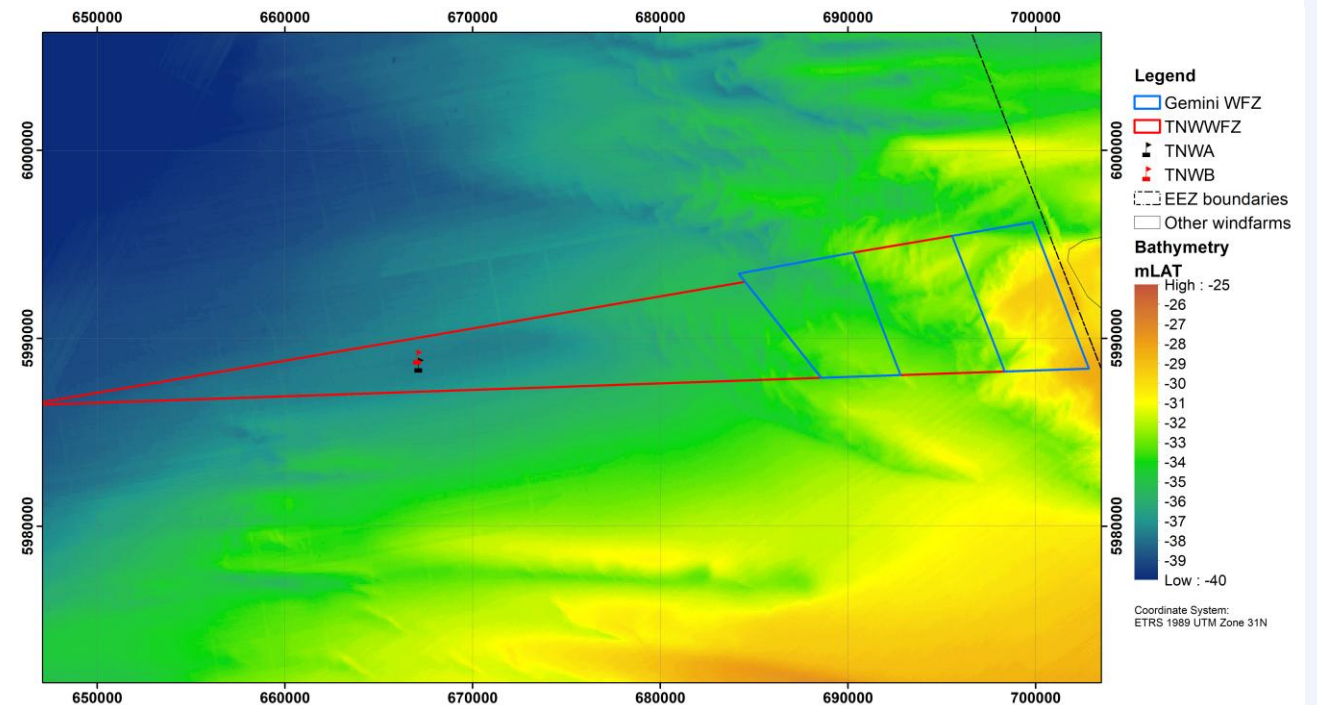 650000 660000 670000 680000 690000 700000
6000000
5990000
5980000
6000000
5990000
5980000
650000 660000 670000 680000 690000 700000
Legend
Gemini WFZ
TNWWFZ
TNWA
TNWB
EEZ boundaries
Other windfarms
Bathymetry
mLAT
High : -25
-26
-27
-28
-29
-30
-31
-32
-33
-34
-35
-36
-37
-38
-39
Low : -40
Coordinate System:
ETRS 1989 UTM Zone 31N